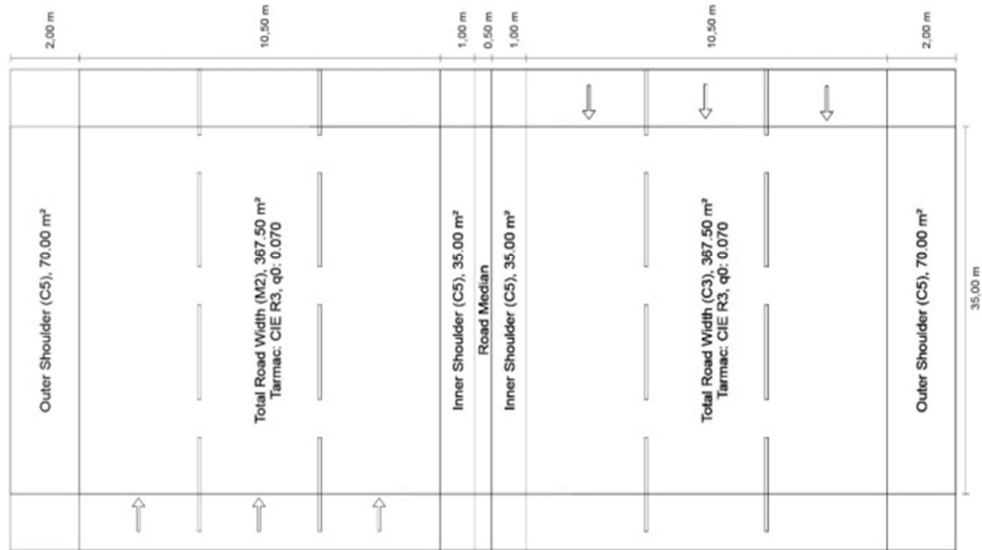 2,00 m
10,50 m
1,00 m
0,50 m
1,00 m
10,50 m
2,00 m
Outer Shoulder (C5), 70.00 m²
Total Road Width (M2), 367.50 m²
Tarmac: CIE R3, q0: 0.070
Inner Shoulder (C5), 35.00 m²
Road Median
Inner Shoulder (C5), 35.00 m²
Total Road Width (C3), 367.50 m²
Tarmac: CIE R3, q0: 0.070
Outer Shoulder (C5), 70.00 m²
35,00 m